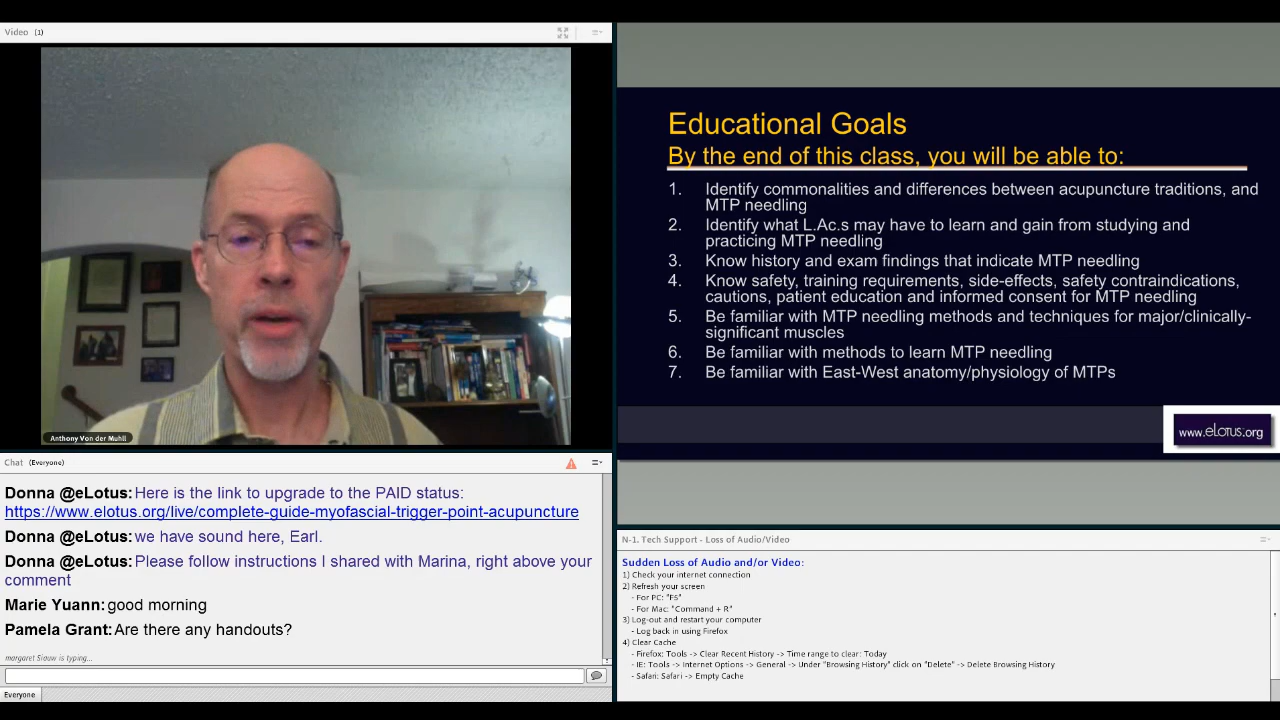 Video (1)
Anthony Von der Muhll
Chat (Everyone)
Donna @eLotus: Here is the link to upgrade to the PAID status:
https://www.elotus.org/live/complete-guide-myofascial-trigger-point-acupuncture
Donna @eLotus: we have sound here, Earl.
Donna @eLotus: Please follow instructions I shared with Marina, right above your
comment
Marie Yuann: good morning
Pamela Grant: Are there any handouts?
margaret Siauw is typing...
Everyone
Educational Goals
By the end of this class, you will be able to:
1. Identify commonalities and differences between acupuncture traditions, and
MTP needling
2. Identify what L.Ac.s may have to learn and gain from studying and
practicing MTP needling
3. Know history and exam findings that indicate MTP needling
4. Know safety, training requirements, side-effects, safety contraindications,
cautions, patient education and informed consent for MTP needling
5. Be familiar with MTP needling methods and techniques for major/clinically-
significant muscles
6. Be familiar with methods to learn MTP needling
7. Be familiar with East-West anatomy/physiology of MTPs
www.eLotus.org
N-1. Tech Support - Loss of Audio/Video
Sudden Loss of Audio and/or Video:
1) Check your internet connection
2) Refresh your screen
- For PC: "F5"
- For Mac: "Command + R"
3) Log-out and restart your computer
- Log back in using Firefox
4) Clear Cache
- Firefox: Tools -> Clear Recent History -> Time range to clear: Today
- IE: Tools -> Internet Options -> General -> Under "Browsing History" click on "Delete" -> Delete Browsing History
- Safari: Safari -> Empty Cache